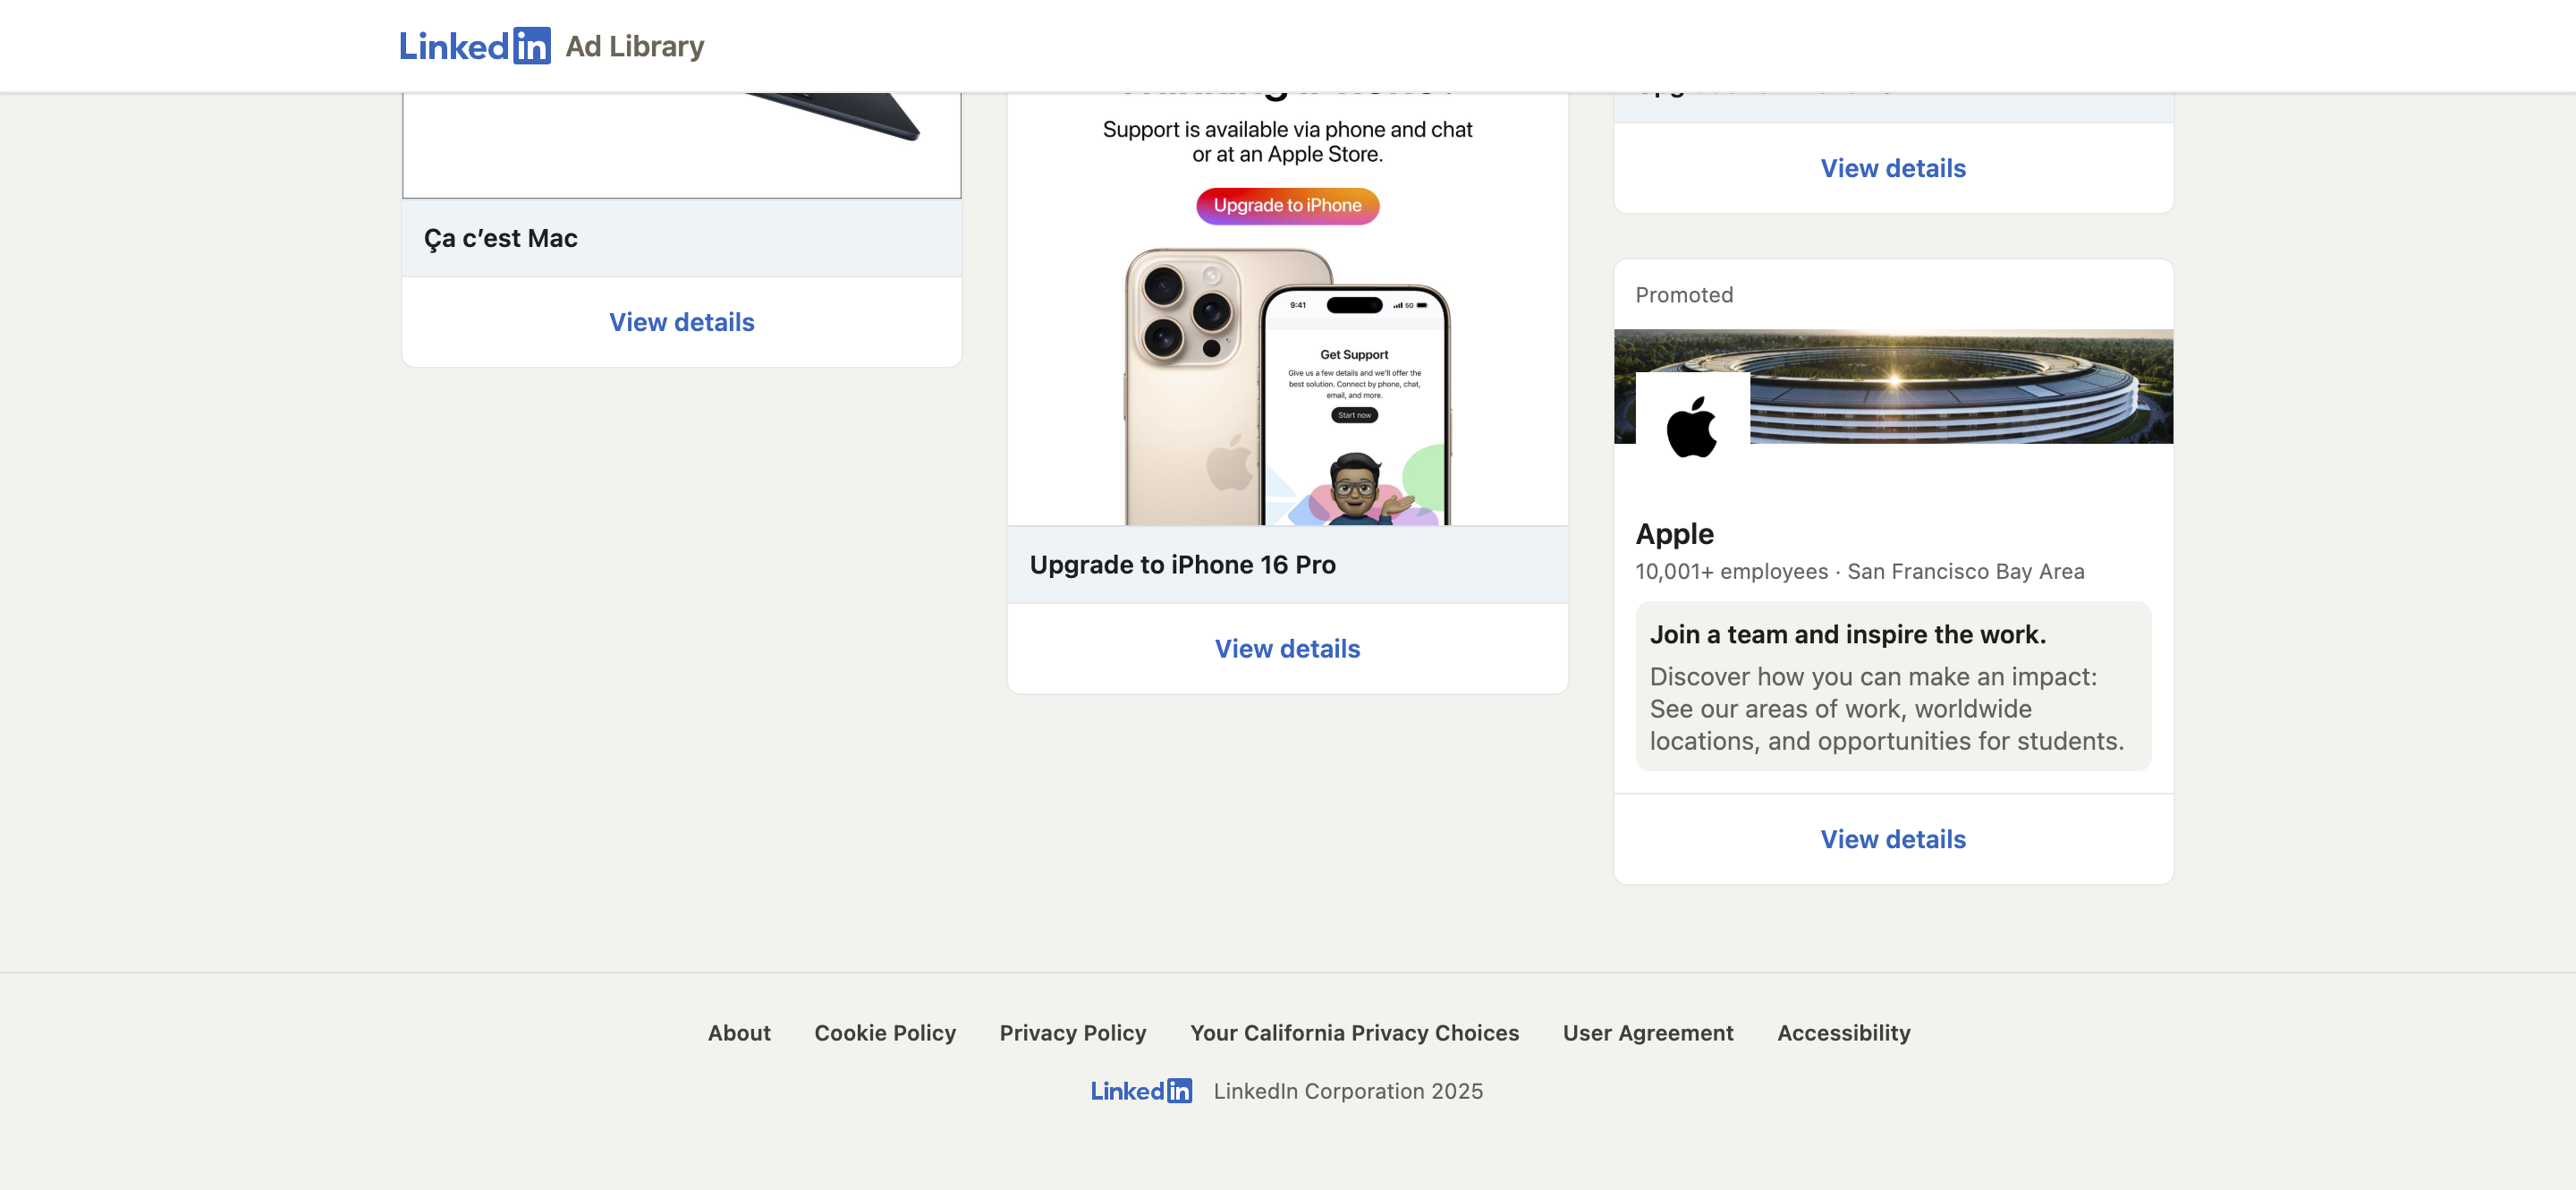 LinkedIn Ad Library
Ça c’est Mac
View details
Support is available via phone and chat
or at an Apple Store.
Upgrade to iPhone
9:41
5G
Get Support
Give us a few details and we'll offer the
best solution. Connect by phone, chat,
email, and more.
Start now
Upgrade to iPhone 16 Pro
View details
View details
Promoted
Apple
10,001+ employees · San Francisco Bay Area
Join a team and inspire the work.
Discover how you can make an impact:
See our areas of work, worldwide
locations, and opportunities for students.
View details
About Cookie Policy Privacy Policy Your California Privacy Choices User Agreement Accessibility
LinkedIn LinkedIn Corporation 2025